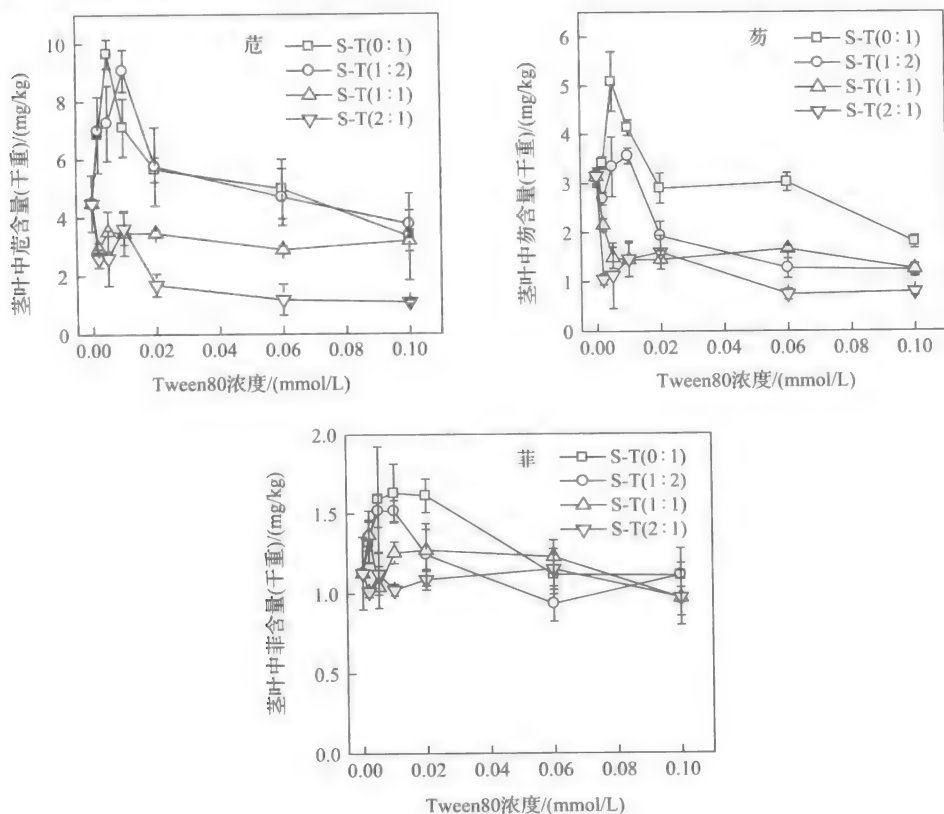 苊
S-T(0∶1)
S-T(1∶2)
S-T(1∶1)
S-T(2∶1)
茎叶中苊含量(干重)/(mg/kg)
10
8
6
4
2
0
0.00 0.02 0.04 0.06 0.08 0.10
Tween80浓度/(mmol/L)
芴
S-T(0∶1)
S-T(1∶2)
S-T(1∶1)
S-T(2∶1)
茎叶中芴含量(干重)/(mg/kg)
6
5
4
3
2
1
0
0.00 0.02 0.04 0.06 0.08 0.10
Tween80浓度/(mmol/L)
菲
S-T(0∶1)
S-T(1∶2)
S-T(1∶1)
S-T(2∶1)
茎叶中菲含量(干重)/(mg/kg)
2.0
1.5
1.0
0.5
0.0
0.00 0.02 0.04 0.06 0.08 0.10
Tween80浓度/(mmol/L)